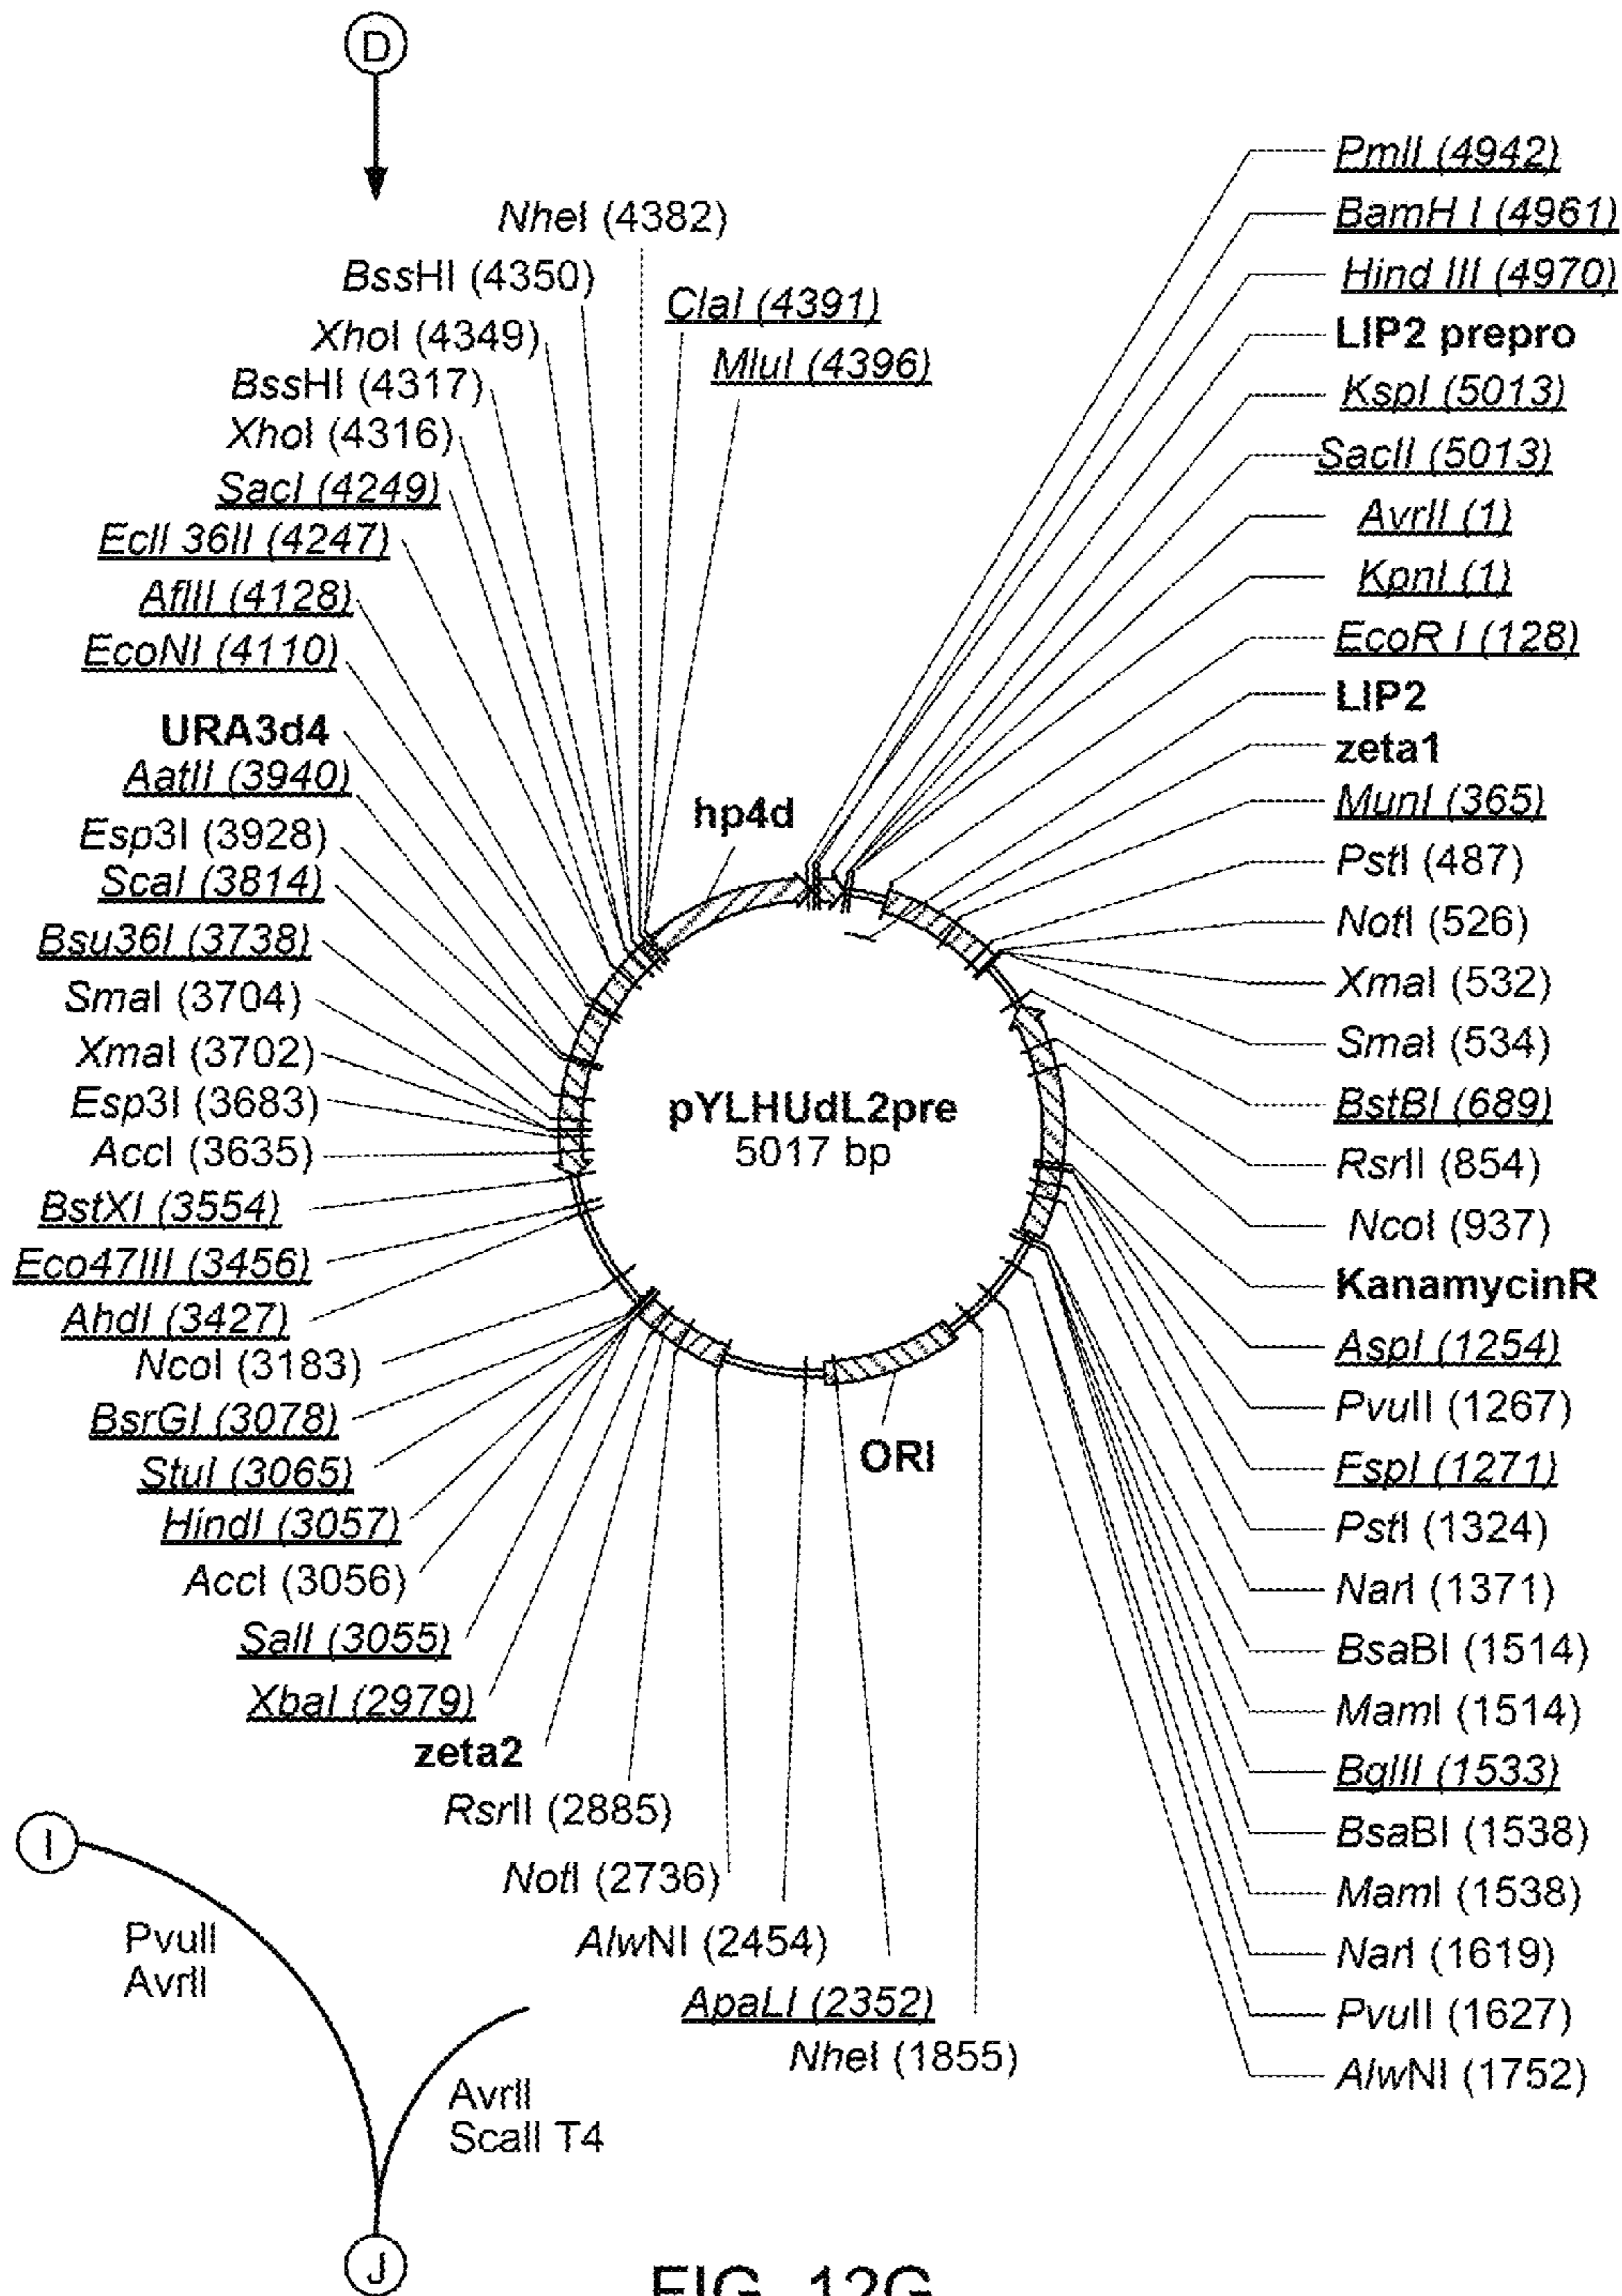 D
NheI (4382)
BssHI (4350)
ClaI (4391)
XhoI (4349)
MluI (4396)
BssHI (4317)
XhoI (4316)
SacI (4249)
Ecll 36II (4247)
AflII (4128)
EcoNI (4110)
URA3d4
AatII (3940)
Esp3I (3928)
ScaI (3814)
Bsu36I (3738)
SmaI (3704)
XmaI (3702)
Esp3I (3683)
AccI (3635)
BstXI (3554)
Eco47III (3456)
AhdI (3427)
NcoI (3183)
BsrGI (3078)
StuI (3065)
HindI (3057)
AccI (3056)
SalI (3055)
XbaI (2979)
zeta2
RsrII (2885)
NotI (2736)
AlwNI (2454)
ApaLI (2352)
NheI (1855)
hp4d
pYLHUdL2pre
5017 bp
ORI
PmlI (4942)
BamH I (4961)
Hind III (4970)
LIP2 prepro
KspI (5013)
SacII (5013)
AvrII (1)
KpnI (1)
EcoR I (128)
LIP2
zeta1
MunI (365)
PstI (487)
NotI (526)
XmaI (532)
SmaI (534)
BstBI (689)
RsrII (854)
NcoI (937)
KanamycinR
AspI (1254)
PvuII (1267)
FspI (1271)
PstI (1324)
NarI (1371)
BsaBI (1514)
MamI (1514)
BglII (1533)
BsaBI (1538)
MamI (1538)
NarI (1619)
PvuII (1627)
AlwNI (1752)
I
PvuII
AvrII
AvrII
ScaII T4
J
FIG. 12G